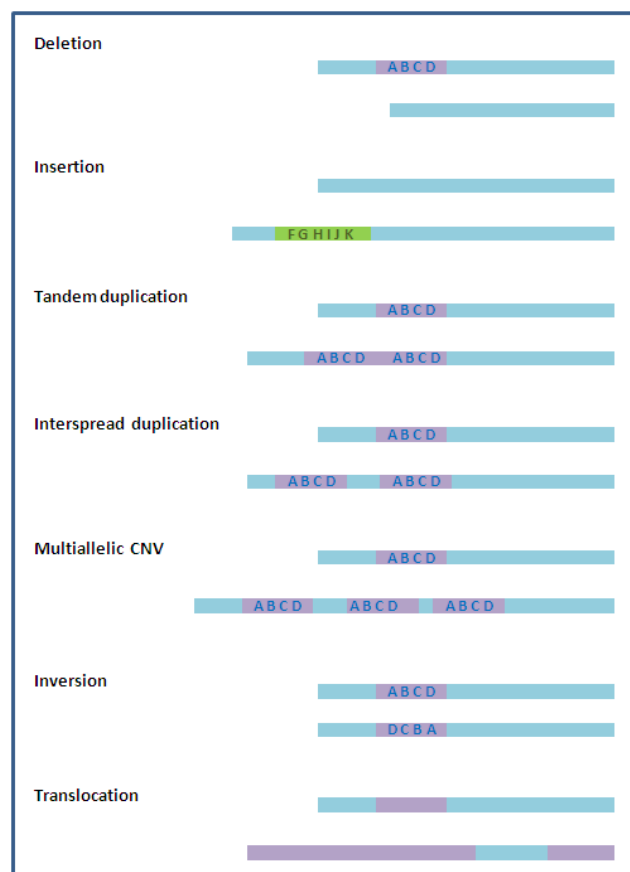 Deletion
A B C D
Insertion
F G H I J K
Tandem duplication
A B C D
A B C D A B C D
Interspread duplication
A B C D
A B C D A B C D
Multiallelic CNV
A B C D
A B C D A B C D A B C D
Inversion
A B C D
D C B A
Translocation